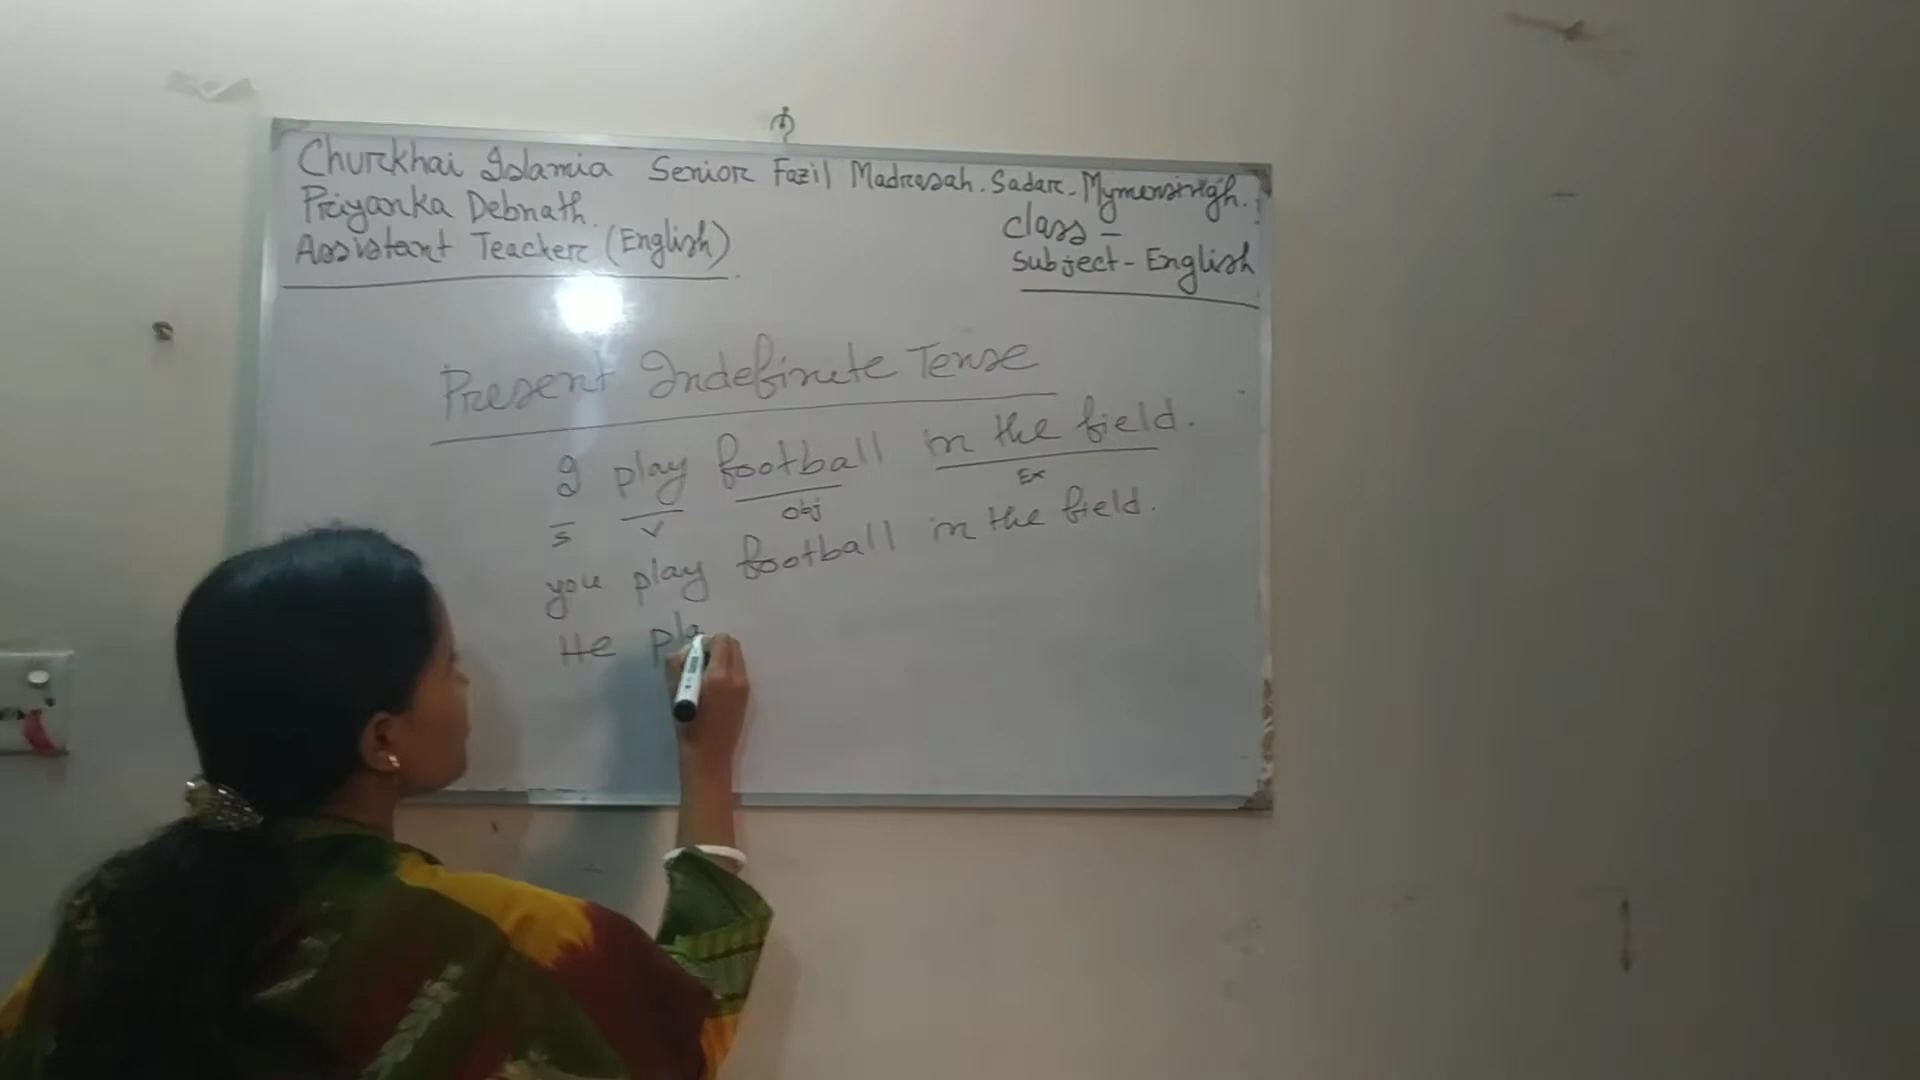 Churkhai Islamia Senior Fazil Madrasah. Sadar- Mymensingh.
Priyanka Debnath
Assistant Teacher (English)
Class -
Subject - English
Present Indefinite Tense
I play football in the field.
S V Obj Ex
you play football in the field.
He pla